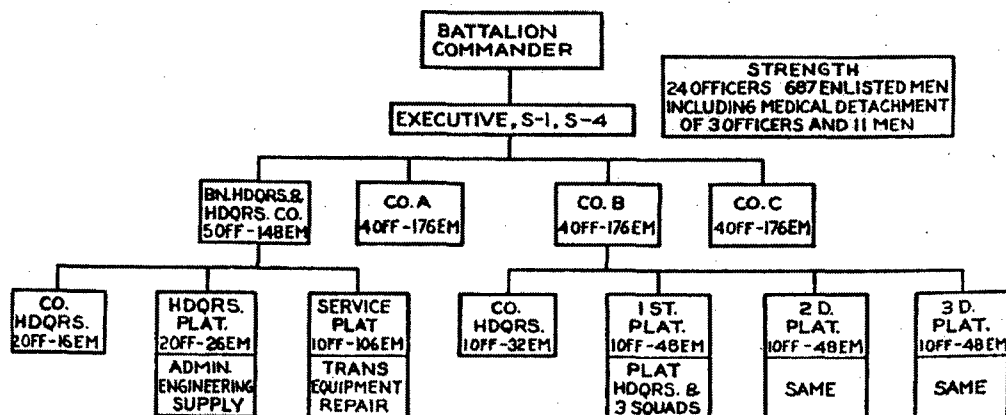 BATTALION
COMMANDER
STRENGTH
24 OFFICERS 687 ENLISTED MEN
INCLUDING MEDICAL DETACHMENT
OF 3 OFFICERS AND 11 MEN
EXECUTIVE, S-1, S-4
BN. HDQRS. &
HDQRS. CO.
5 OFF-148 EM
CO. A
4 OFF-176 EM
CO. B
4 OFF-176 EM
CO. C
4 OFF-176 EM
CO.
HDQRS.
2 OFF-16 EM
HDQRS.
PLAT.
2 OFF-26 EM
ADMIN.
ENGINEERING
SUPPLY
SERVICE
PLAT
1 OFF-106 EM
TRANS
EQUIPMENT
REPAIR
CO.
HDQRS.
1 OFF-32 EM
1 ST.
PLAT.
1 OFF-48 EM
PLAT
HDQRS. &
3 SQUADS
2 D.
PLAT.
1 OFF-48 EM
SAME
3 D.
PLAT.
1 OFF-48 EM
SAME